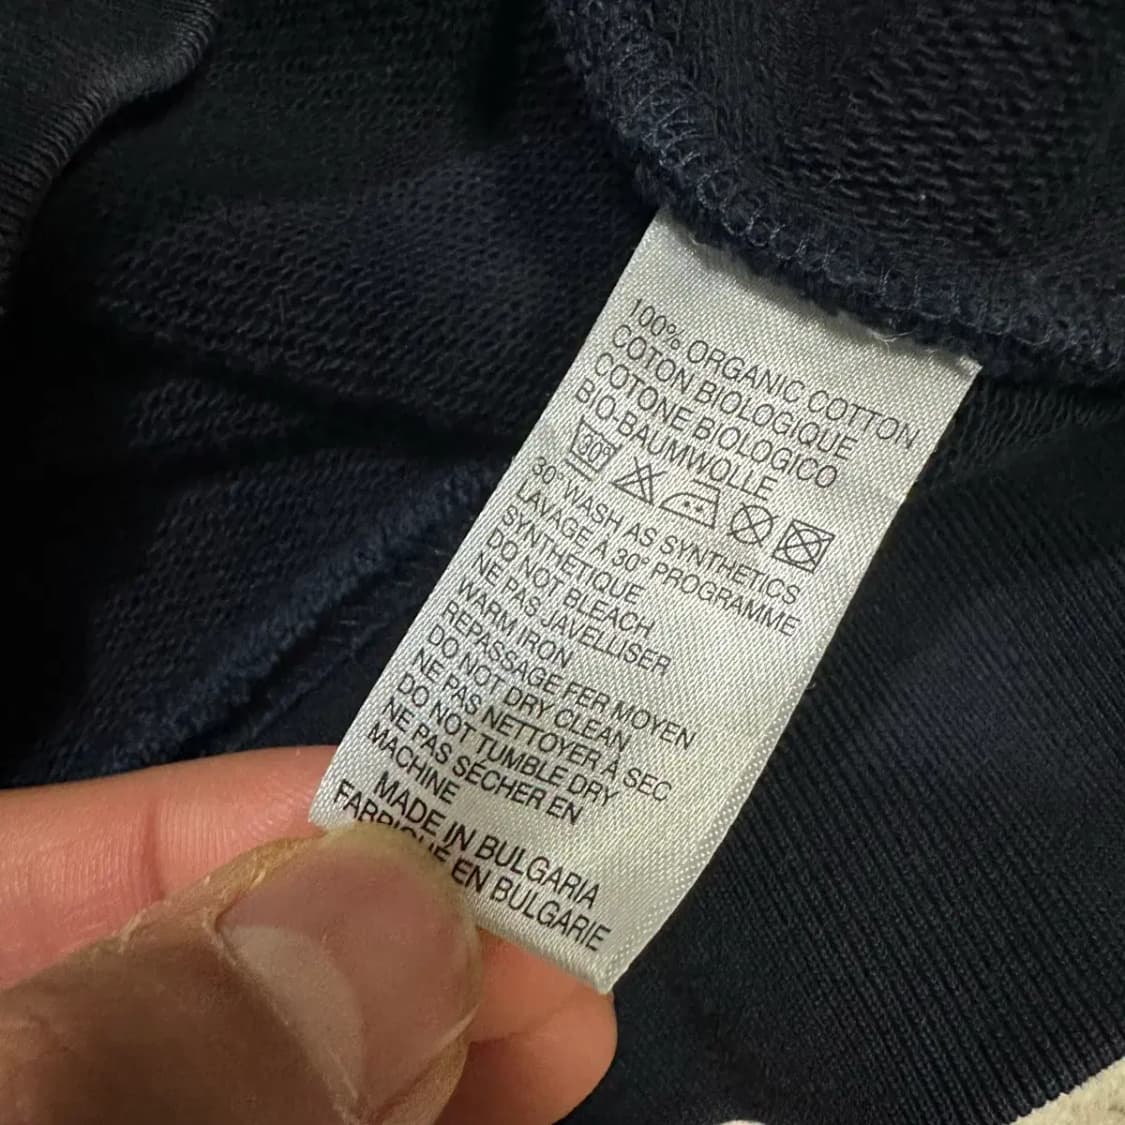 100% ORGANIC COTTON
COTON BIOLOGIQUE
COTONE BIOLOGICO
BIO-BAUMWOLLE
30°
30° WASH AS SYNTHETICS
LAVAGE À 30° PROGRAMME
SYNTHETIQUE
DO NOT BLEACH
NE PAS JAVELLISER
WARM IRON
REPASSAGE FER MOYEN
DO NOT DRY CLEAN
NE PAS NETTOYER À SEC
DO NOT TUMBLE DRY
NE PAS SÉCHER EN
MACHINE
MADE IN BULGARIA
FABRIQUÉ EN BULGARIE